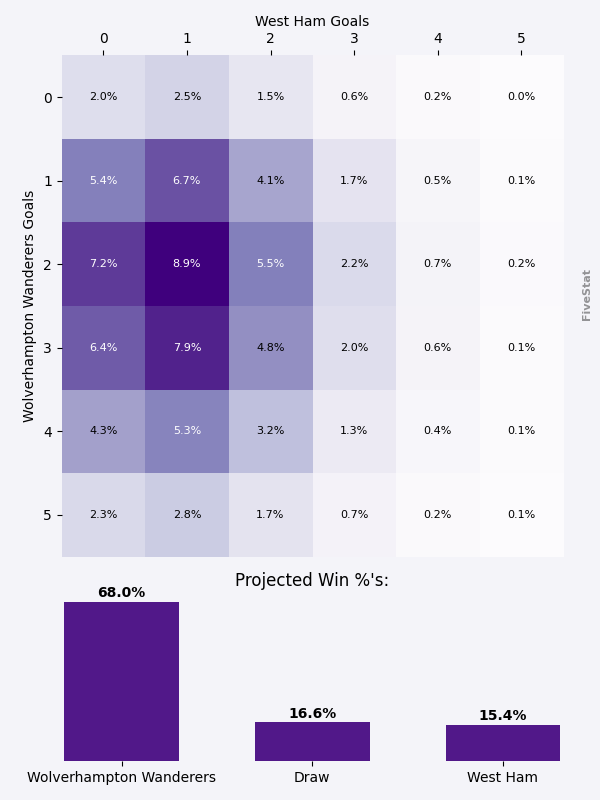 West Ham Goals
0 1 2 3 4 5
Wolverhampton Wanderers Goals
0 2.0% 2.5% 1.5% 0.6% 0.2% 0.0%
1 5.4% 6.7% 4.1% 1.7% 0.5% 0.1%
2 7.2% 8.9% 5.5% 2.2% 0.7% 0.2%
3 6.4% 7.9% 4.8% 2.0% 0.6% 0.1%
4 4.3% 5.3% 3.2% 1.3% 0.4% 0.1%
5 2.3% 2.8% 1.7% 0.7% 0.2% 0.1%
FiveStat
Projected Win %'s:
68.0% 16.6% 15.4%
Wolverhampton Wanderers Draw West Ham